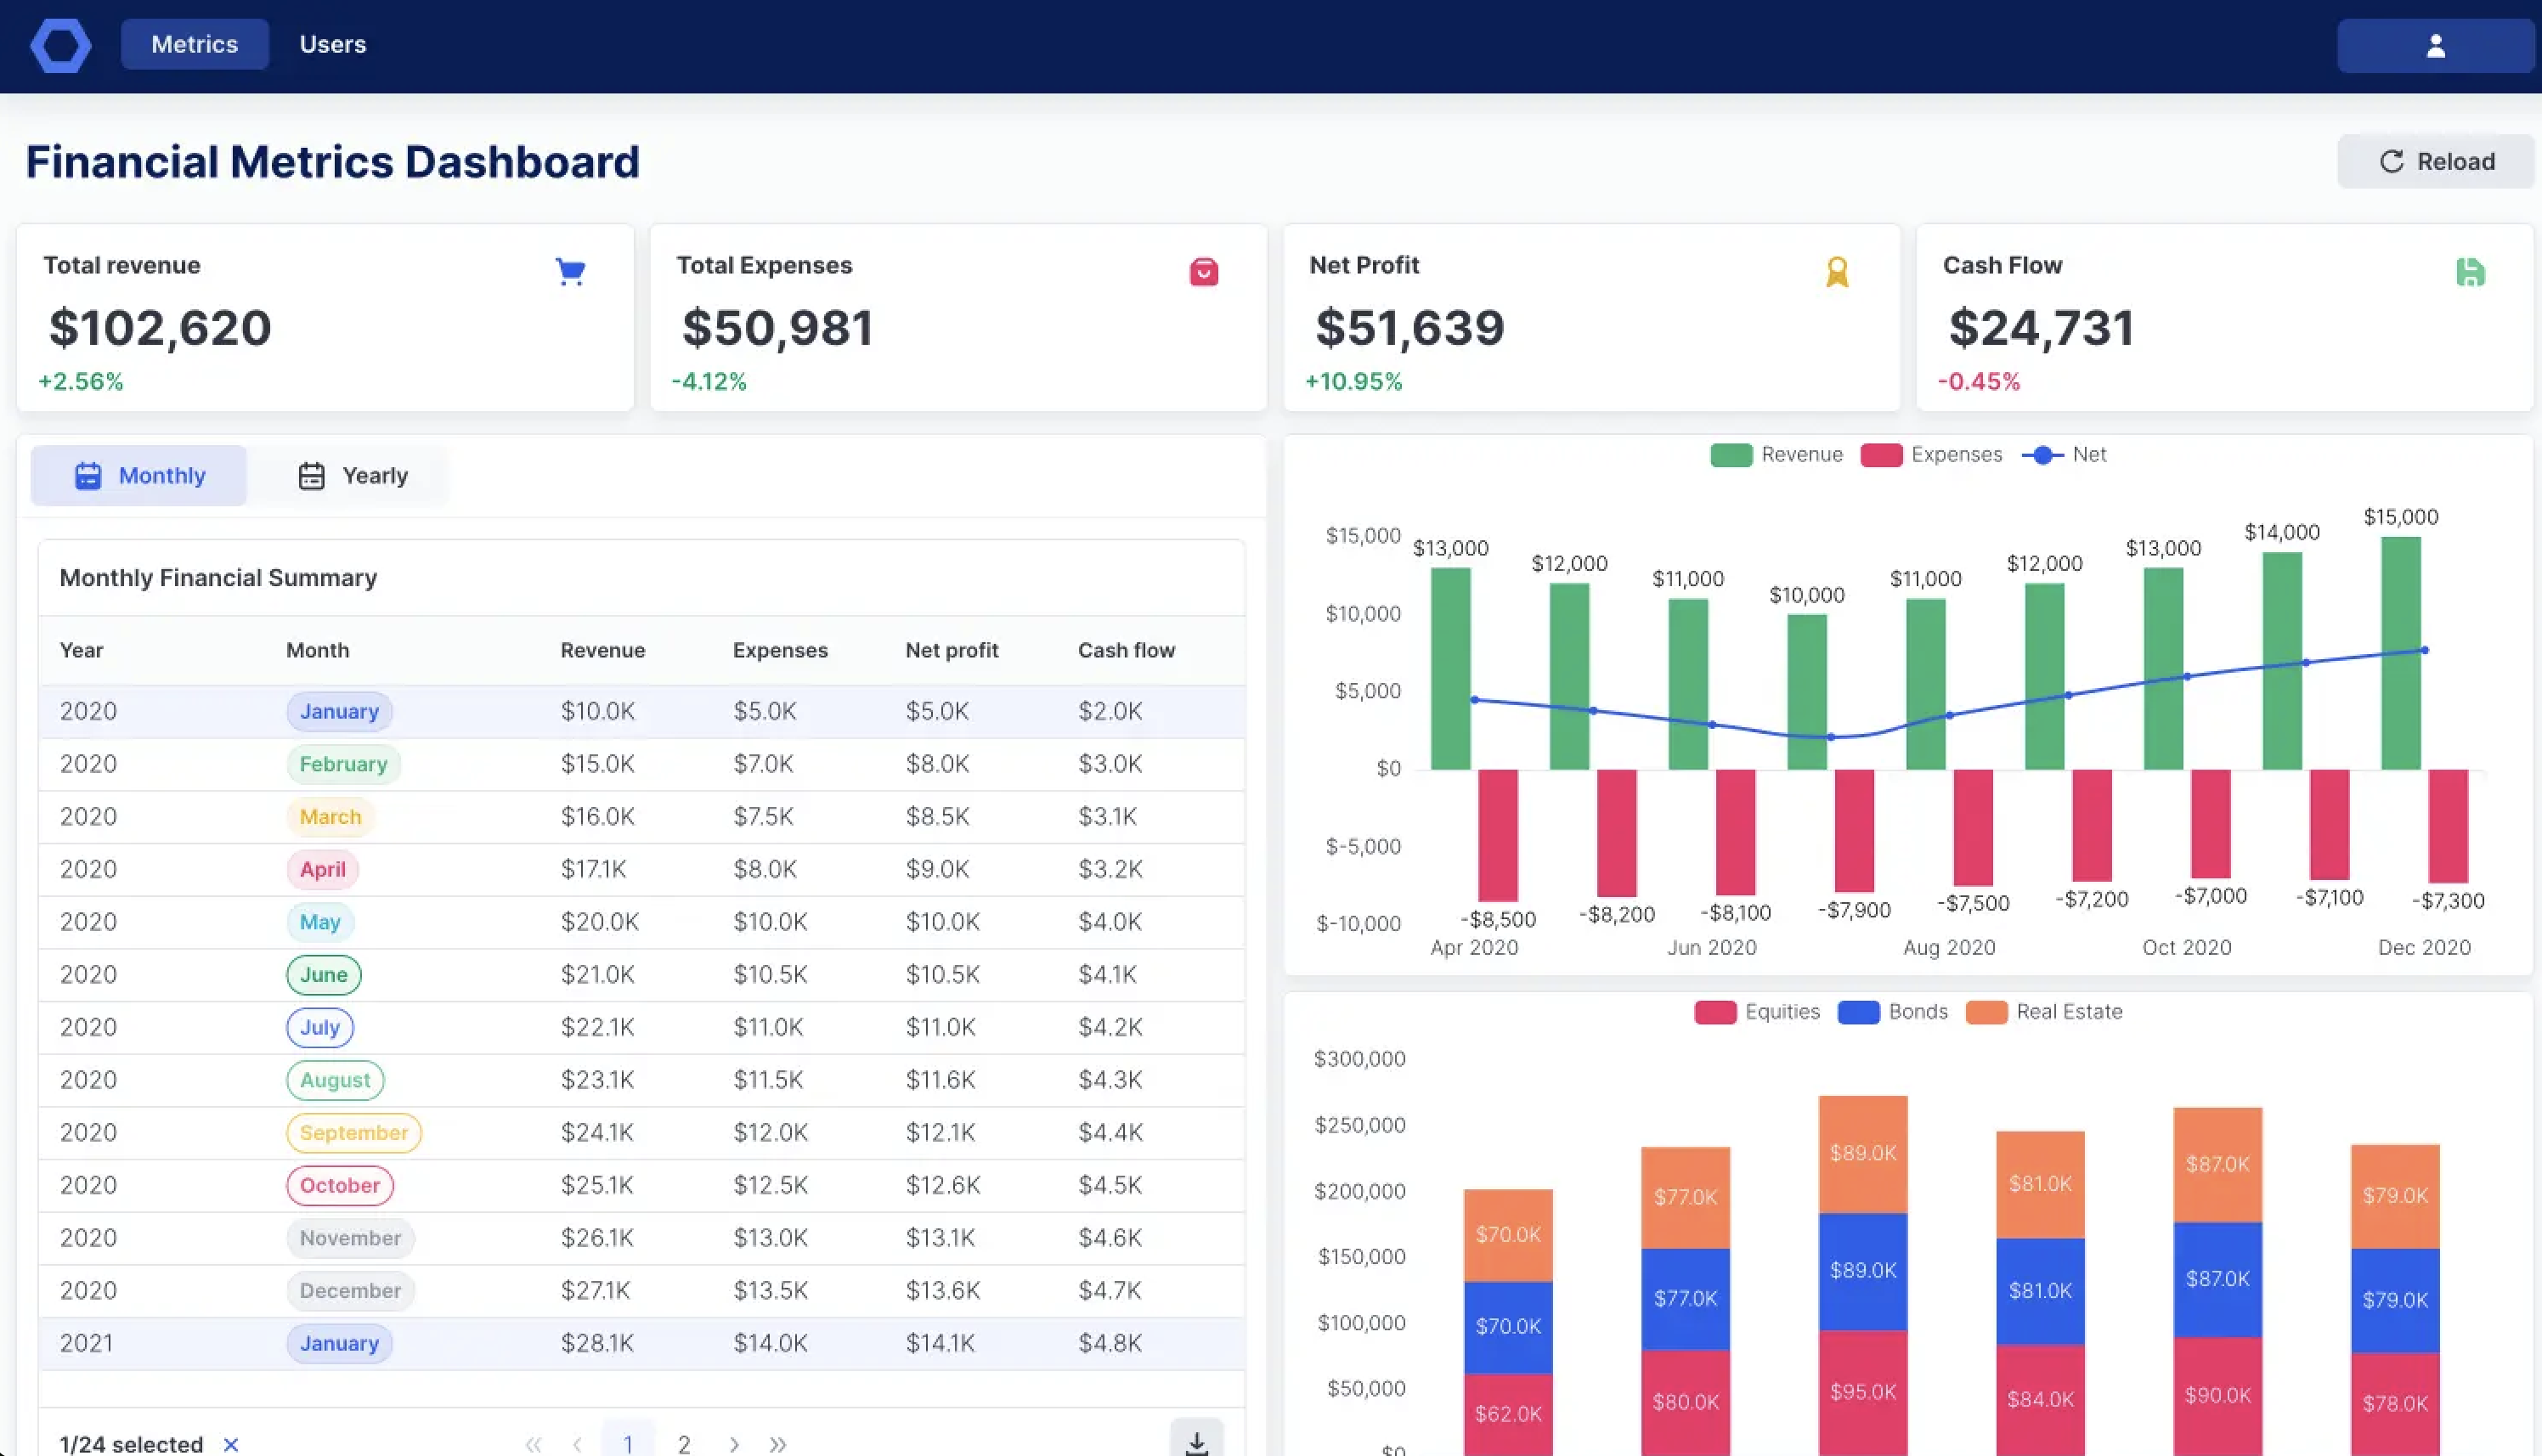 Metrics Users
Financial Metrics Dashboard
Reload
Total revenue
$102,620
+2.56%
Total Expenses
$50,981
-4.12%
Net Profit
$51,639
+10.95%
Cash Flow
$24,731
-0.45%
Monthly Yearly
Monthly Financial Summary
Year Month Revenue Expenses Net profit Cash flow
2020 January $10.0K $5.0K $5.0K $2.0K
2020 February $15.0K $7.0K $8.0K $3.0K
2020 March $16.0K $7.5K $8.5K $3.1K
2020 April $17.1K $8.0K $9.0K $3.2K
2020 May $20.0K $10.0K $10.0K $4.0K
2020 June $21.0K $10.5K $10.5K $4.1K
2020 July $22.1K $11.0K $11.0K $4.2K
2020 August $23.1K $11.5K $11.6K $4.3K
2020 September $24.1K $12.0K $12.1K $4.4K
2020 October $25.1K $12.5K $12.6K $4.5K
2020 November $26.1K $13.0K $13.1K $4.6K
2020 December $27.1K $13.5K $13.6K $4.7K
2021 January $28.1K $14.0K $14.1K $4.8K
1/24 selected × « ‹ 1 2 › »
Revenue Expenses Net
$15,000
$10,000
$5,000
$0
$-5,000
$-10,000
$13,000 $12,000 $11,000 $10,000 $11,000 $12,000 $13,000 $14,000 $15,000
-$8,500 -$8,200 -$8,100 -$7,900 -$7,500 -$7,200 -$7,000 -$7,100 -$7,300
Apr 2020 Jun 2020 Aug 2020 Oct 2020 Dec 2020
Equities Bonds Real Estate
$300,000
$250,000
$200,000
$150,000
$100,000
$50,000
$0
$70.0K $77.0K $89.0K $81.0K $87.0K $79.0K
$70.0K $77.0K $89.0K $81.0K $87.0K $79.0K
$62.0K $80.0K $95.0K $84.0K $90.0K $78.0K